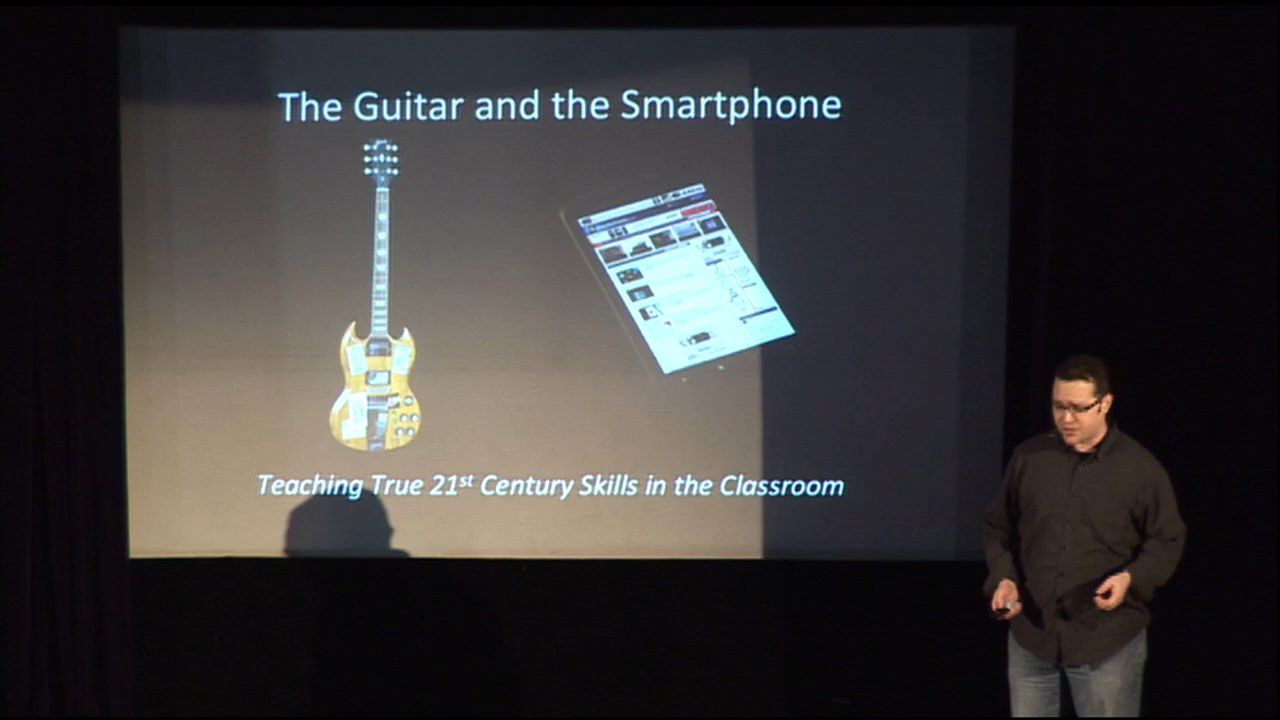 The Guitar and the Smartphone
Teaching True 21st Century Skills in the Classroom